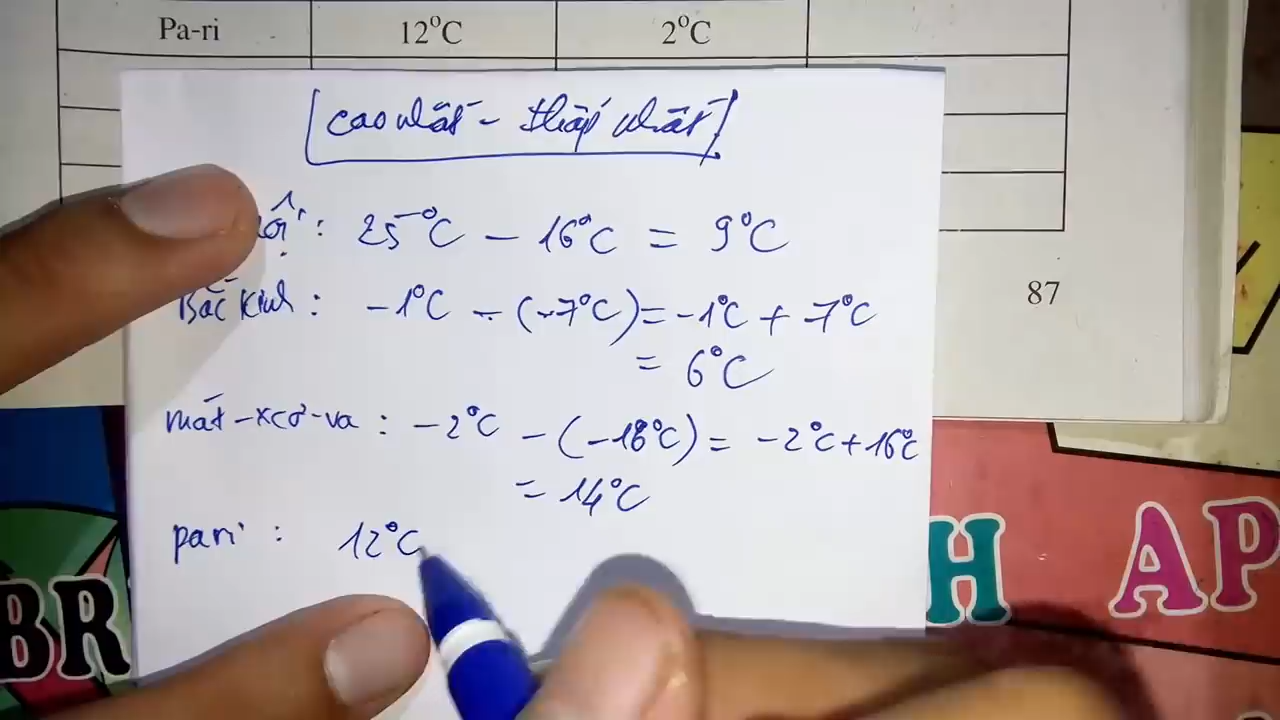 Pa-ri 12°C 2°C
[cao nhất - thấp nhất]
ội: 25°C - 16°C = 9°C
Bắc Kinh: -1°C - (-7°C) = -1°C + 7°C
= 6°C
87
mát-xcơ-va: -2°C - (-16°C) = -2°C + 16°C
= 14°C
pari: 12°C
BR
H AP